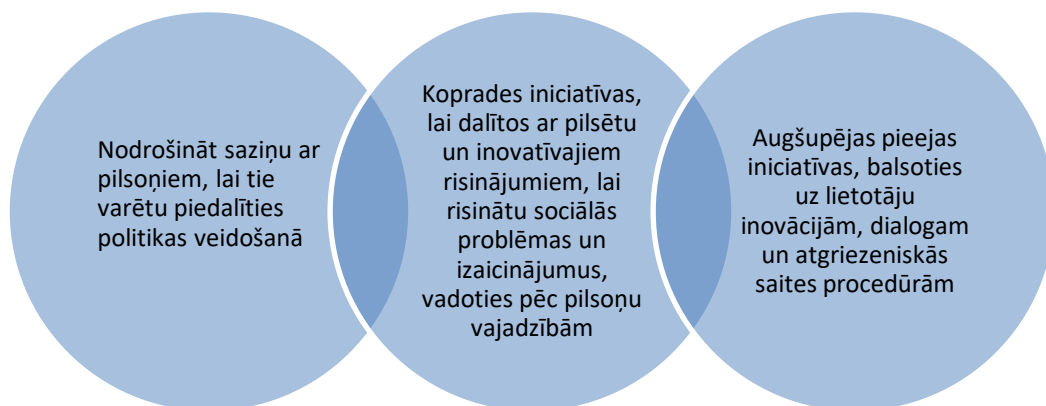 Nodrošināt saziņu ar
pilsoņiem, lai tie
varētu piedalīties
politikas veidošanā
Koprades iniciatīvas,
lai dalītos ar pilsētu
un inovatīvajiem
risinājumiem, lai
risinātu sociālās
problēmas un
izaicinājumus,
vadoties pēc pilsoņu
vajadzībām
Augšupējas pieejas
iniciatīvas, balsoties
uz lietotāju
inovācijām, dialogam
un atgriezeniskās
saites procedūrām